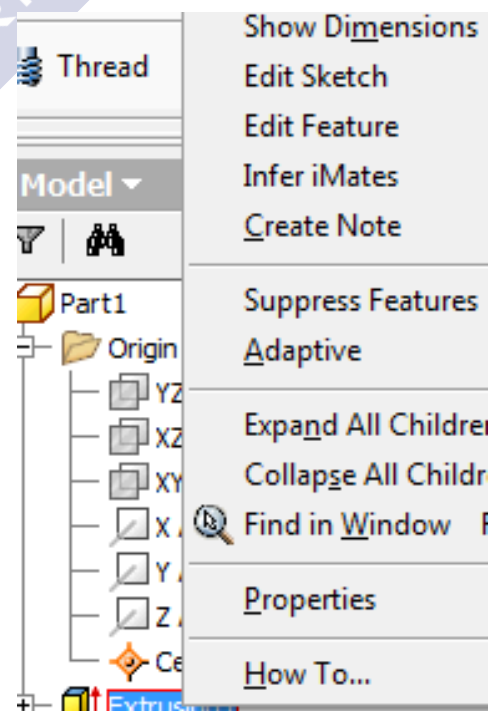 Thread
Model
Part1
Origin
YZ
XZ
XY
X
Y
Z
Show Dimensions
Edit Sketch
Edit Feature
Infer iMates
Create Note
Suppress Features
Adaptive
Expand All Children
Collapse All
Find in Window
Properties
How To...